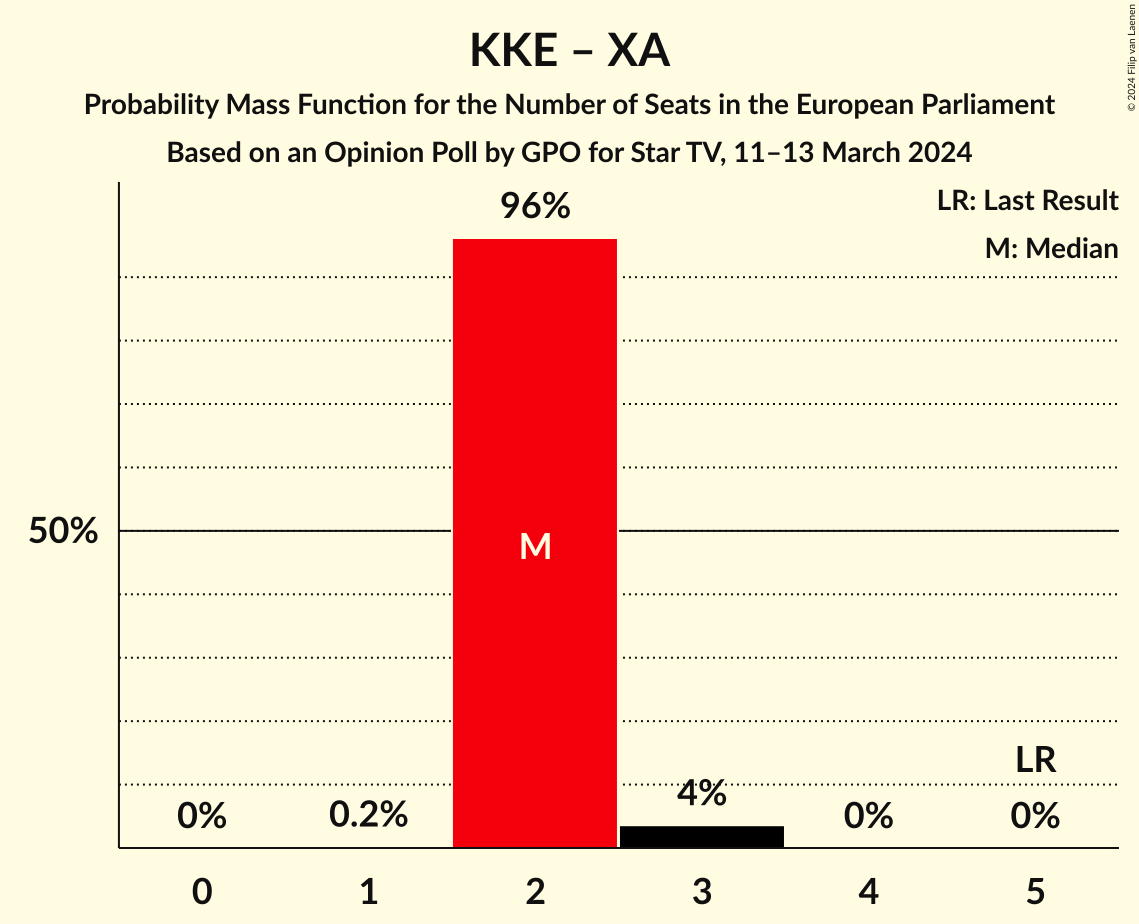 KKE – XA
Probability Mass Function for the Number of Seats in the European Parliament
Based on an Opinion Poll by GPO for Star TV, 11–13 March 2024
© 2024 Filip van Laenen
LR: Last Result
M: Median
96%
50%
M
LR
0%
0.2%
4%
0%
0%
0
1
2
3
4
5